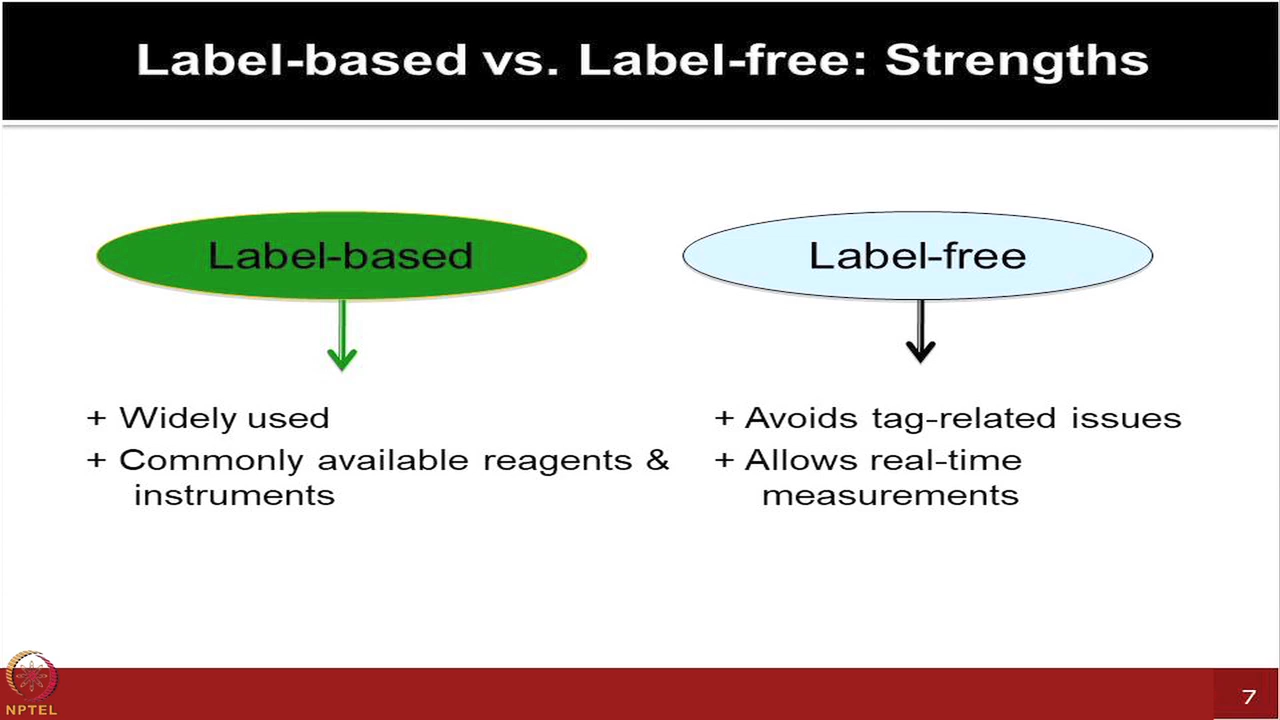 Label-based vs. Label-free: Strengths
Label-based
+ Widely used
+ Commonly available reagents &
instruments
Label-free
+ Avoids tag-related issues
+ Allows real-time
measurements
NPTEL
7